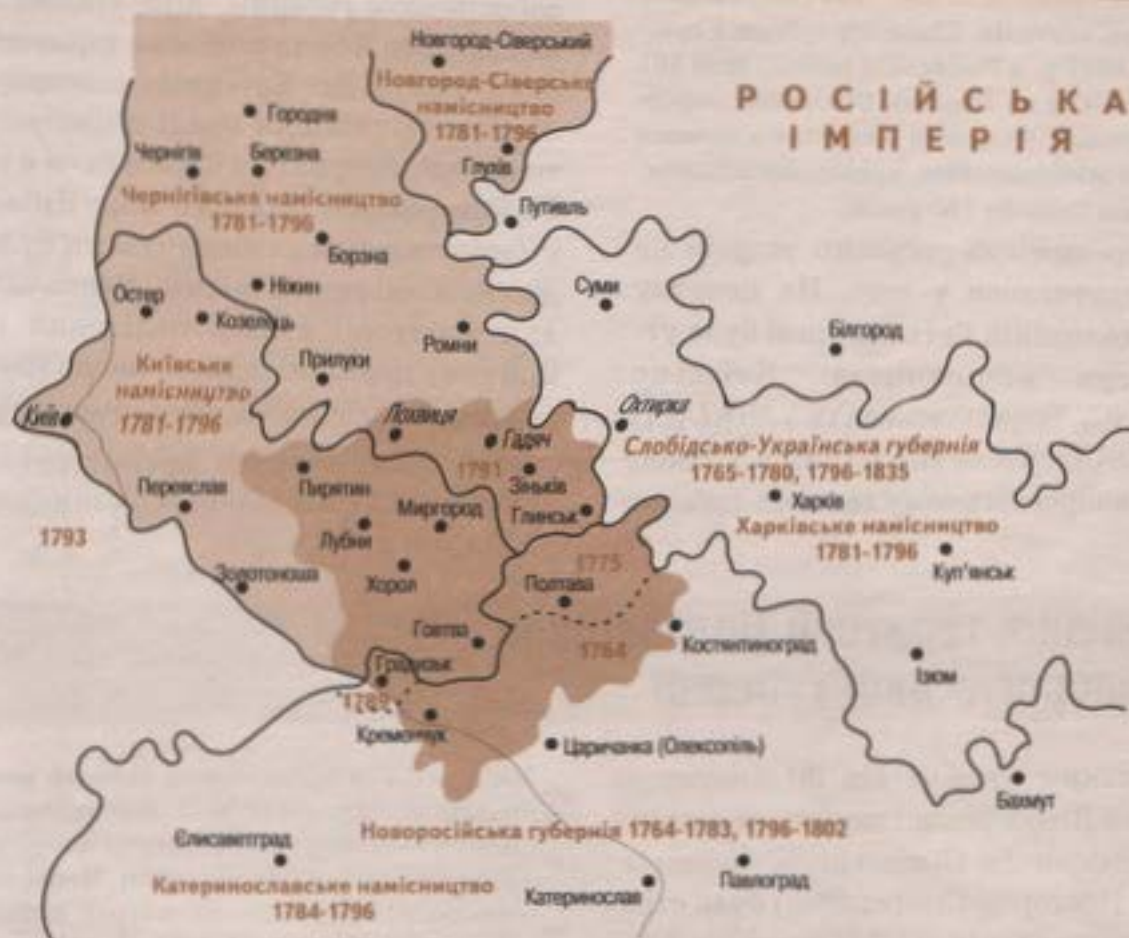 Новгород-Сіверський
Новгород-Сіверське
намісництво
1781-1796
РОСІЙСЬКА
ІМПЕРІЯ
Городня
Чернігів
Березна
Глухів
Чернігівське намісництво
1781-1796
Путивль
Борзна
Ніжин
Остер
Козелець
Суми
Білгород
Ромни
Прилуки
Київське
намісництво
1781-1796
Київ
Лохвиця
Гадяч
1791
Охтирка
Слобідсько-Українська губернія
1765-1780, 1796-1835
Зіньків
Пирятин
Переяслав
Миргород
Глинськ
Харків
Харківське намісництво
1781-1796
1793
Лубни
Куп'янськ
Хорол
1775
Полтава
Золотоноша
Говтва
1764
Костянтиноград
Ізюм
Градизьк
1789
Кременчук
Царичанка (Олексопіль)
Бахмут
Новоросійська губернія 1764-1783, 1796-1802
Єлисаветград
Катеринославське намісництво
1784-1796
Катеринослав
Павлоград